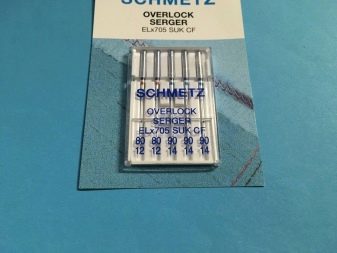 SCHMETZ
OVERLOCK
SERGER
ELx705 SUK CF
SCHMETZ
OVERLOCK
SERGER
ELx705 SUK CF
80 80 90 90 90
12 12 14 14 14